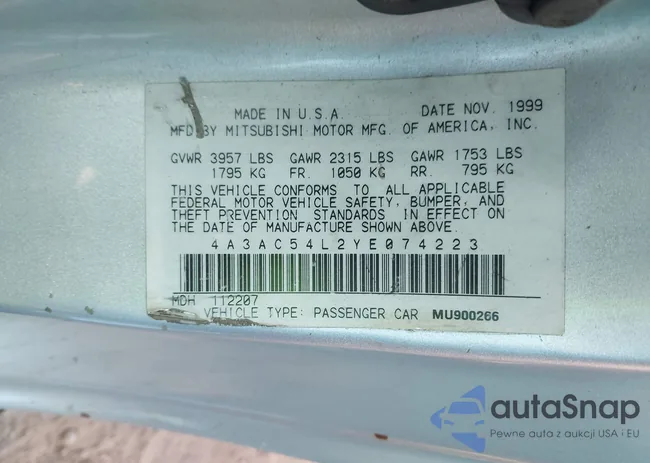 MADE IN U.S.A. DATE NOV. 1999
MFD BY MITSUBISHI MOTOR MFG. OF AMERICA, INC.
GVWR 3957 LBS GAWR 2315 LBS GAWR 1753 LBS
1795 KG FR. 1050 KG RR. 795 KG
THIS VEHICLE CONFORMS TO ALL APPLICABLE
FEDERAL MOTOR VEHICLE SAFETY, BUMPER, AND
THEFT PREVENTION STANDARDS IN EFFECT ON
THE DATE OF MANUFACTURE SHOWN ABOVE.
4A3AC54L2YE074223
MDH 112207
VEHICLE TYPE: PASSENGER CAR MU900266
autaSnap
Pewne auta z aukcji USA i EU